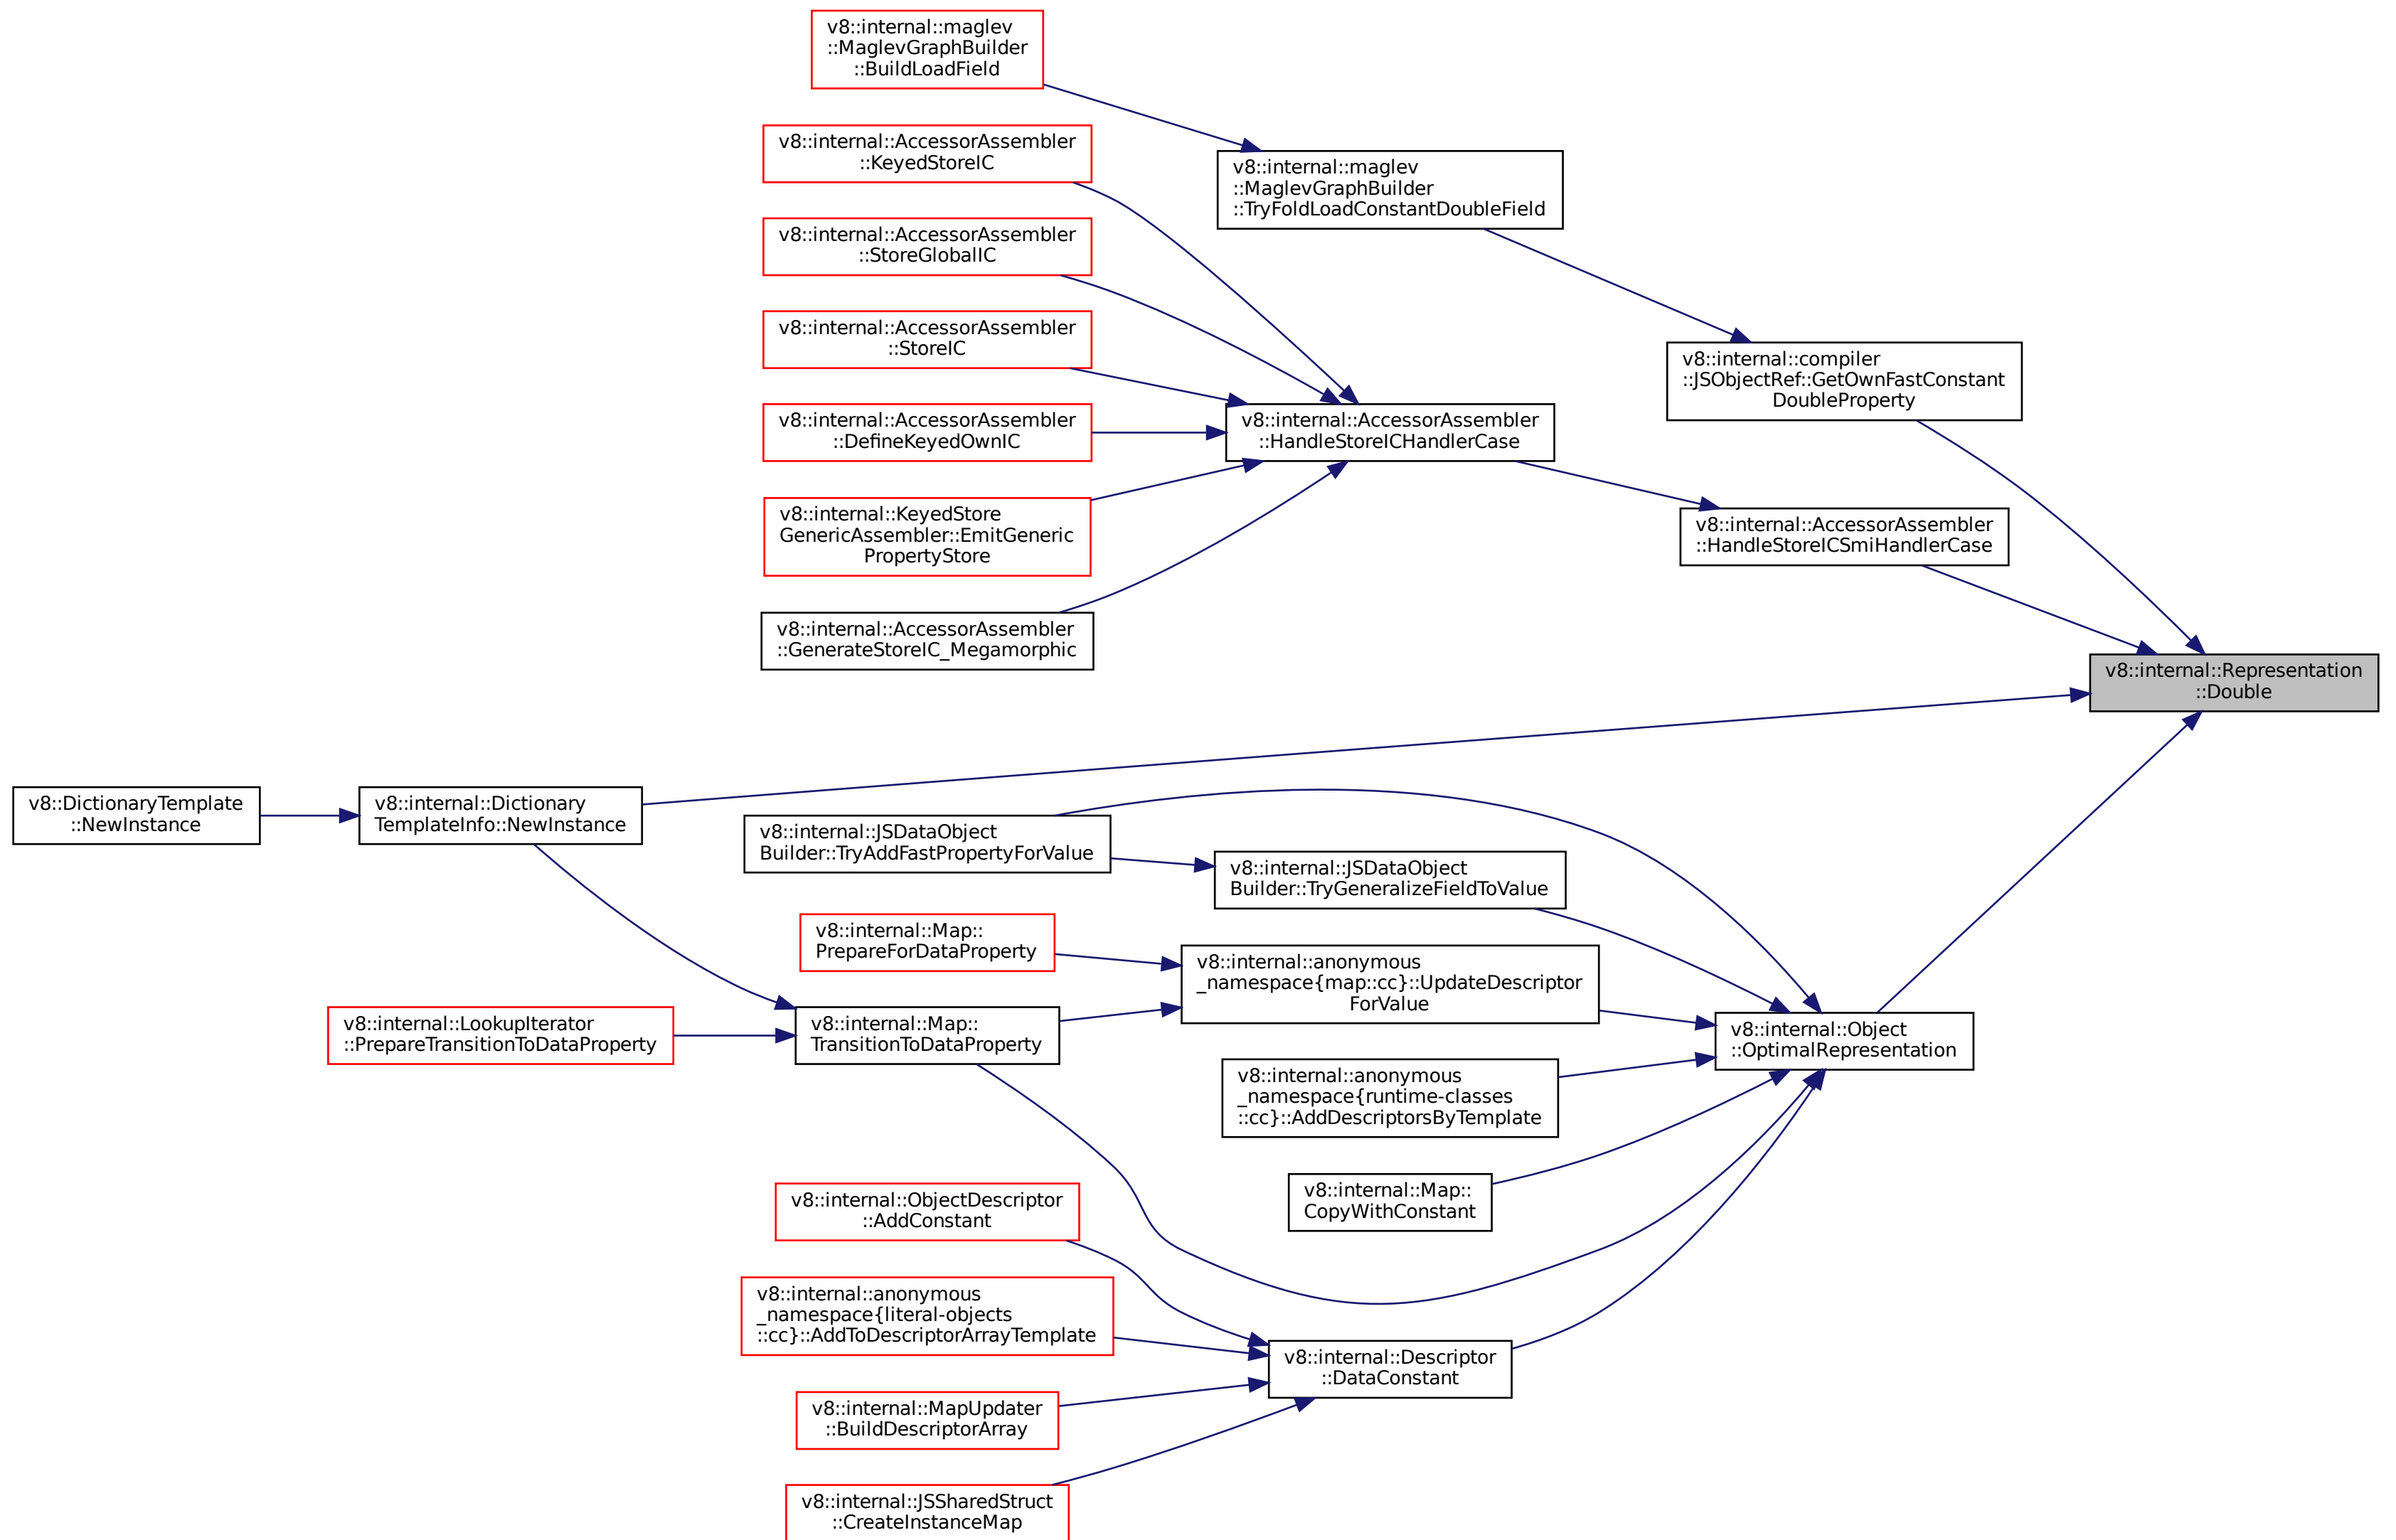 v8::internal::maglev
::MaglevGraphBuilder
::BuildLoadField
v8::internal::AccessorAssembler
::KeyedStoreIC
v8::internal::maglev
::MaglevGraphBuilder
::TryFoldLoadConstantDoubleField
v8::internal::AccessorAssembler
::StoreGlobalIC
v8::internal::AccessorAssembler
::StoreIC
v8::internal::compiler
::JSObjectRef::GetOwnFastConstant
DoubleProperty
v8::internal::AccessorAssembler
::DefineKeyedOwnIC
v8::internal::AccessorAssembler
::HandleStoreICHandlerCase
v8::internal::KeyedStore
GenericAssembler::EmitGeneric
PropertyStore
v8::internal::AccessorAssembler
::HandleStoreICSmiHandlerCase
v8::internal::AccessorAssembler
::GenerateStoreIC_Megamorphic
v8::internal::Representation
::Double
v8::DictionaryTemplate
::NewInstance
v8::internal::Dictionary
TemplateInfo::NewInstance
v8::internal::JSDataObject
Builder::TryAddFastPropertyForValue
v8::internal::JSDataObject
Builder::TryGeneralizeFieldToValue
v8::internal::Map::
PrepareForDataProperty
v8::internal::anonymous
_namespace{map::cc}::UpdateDescriptor
ForValue
v8::internal::LookupIterator
::PrepareTransitionToDataProperty
v8::internal::Map::
TransitionToDataProperty
v8::internal::Object
::OptimalRepresentation
v8::internal::anonymous
_namespace{runtime-classes
::cc}::AddDescriptorsByTemplate
v8::internal::Map::
CopyWithConstant
v8::internal::ObjectDescriptor
::AddConstant
v8::internal::anonymous
_namespace{literal-objects
::cc}::AddToDescriptorArrayTemplate
v8::internal::Descriptor
::DataConstant
v8::internal::MapUpdater
::BuildDescriptorArray
v8::internal::JSSharedStruct
::CreateInstanceMap